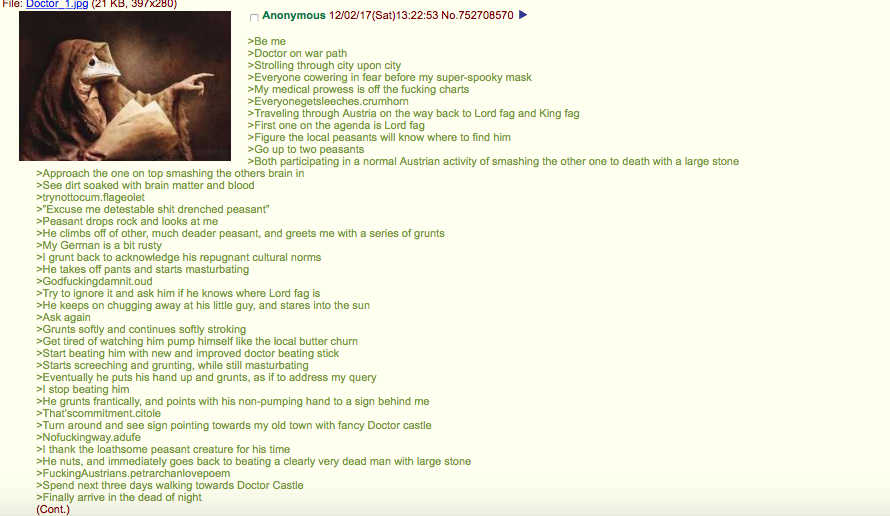 File: Doctor_1.jpg (21 KB, 397x280)
Anonymous 12/02/17(Sat)13:22:53 No.752708570
>Be me
>Doctor on war path
>Strolling through city upon city
>Everyone cowering in fear before my super-spooky mask
>My medical prowess is off the fucking charts
>Everyonegetsleeches.crumhorn
>Traveling through Austria on the way back to Lord fag and King fag
>First one on the agenda is Lord fag
>Figure the local peasants will know where to find him
>Go up to two peasants
>Both participating in a normal Austrian activity of smashing the other one to death with a large stone
>Approach the one on top smashing the others brain in
>See dirt soaked with brain matter and blood
>trynottocum.flageolet
>"Excuse me detestable shit drenched peasant"
>Peasant drops rock and looks at me
>He climbs off of other, much deader peasant, and greets me with a series of grunts
>My German is a bit rusty
>I grunt back to acknowledge his repugnant cultural norms
>He takes off pants and starts masturbating
>Godfuckingdamnit.oud
>Try to ignore it and ask him if he knows where Lord fag is
>He keeps on chugging away at his little guy, and stares into the sun
>Ask again
>Grunts softly and continues softly stroking
>Get tired of watching him pump himself like the local butter churn
>Start beating him with new and improved doctor beating stick
>Starts screeching and grunting, while still masturbating
>Eventually he puts his hand up and grunts, as if to address my query
>I stop beating him
>He grunts frantically, and points with his non-pumping hand to a sign behind me
>That'scommitment.citole
>Turn around and see sign pointing towards my old town with fancy Doctor castle
>Nofuckingway.adufe
>I thank the loathsome peasant creature for his time
>He nuts, and immediately goes back to beating a clearly very dead man with large stone
>FuckingAustrians.petrarchanlovepoem
>Spend next three days walking towards Doctor Castle
>Finally arrive in the dead of night
(Cont.)